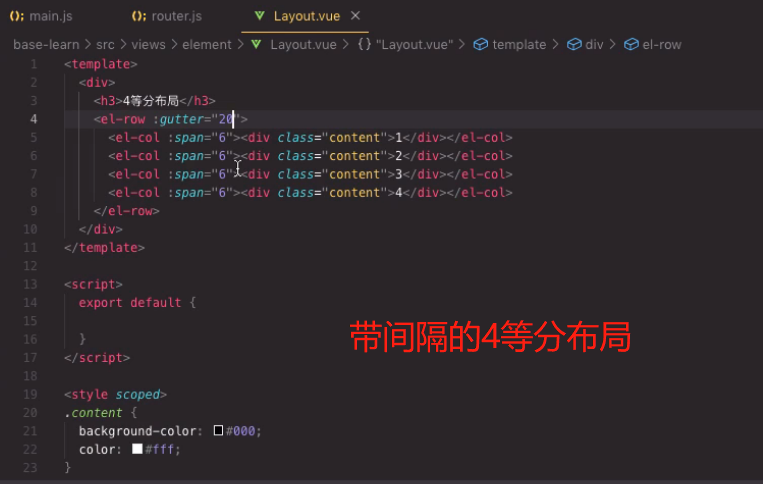 main.js
router.js
Layout.vue
base-learn > src > views > element > Layout.vue > {} "Layout.vue" > template > div > el-row
1 <template>
2 <div>
3 <h3>4等分布局</h3>
4 <el-row :gutter="20">
5 <el-col :span="6"><div class="content">1</div></el-col>
6 <el-col :span="6"><div class="content">2</div></el-col>
7 <el-col :span="6"><div class="content">3</div></el-col>
8 <el-col :span="6"><div class="content">4</div></el-col>
9 </el-row>
10 </div>
11 </template>
12
13 <script>
14 export default {
15
16 }
17 </script>
18
19 <style scoped>
20 .content {
21 background-color: #000;
22 color: #fff;
23 }
带间隔的4等分布局